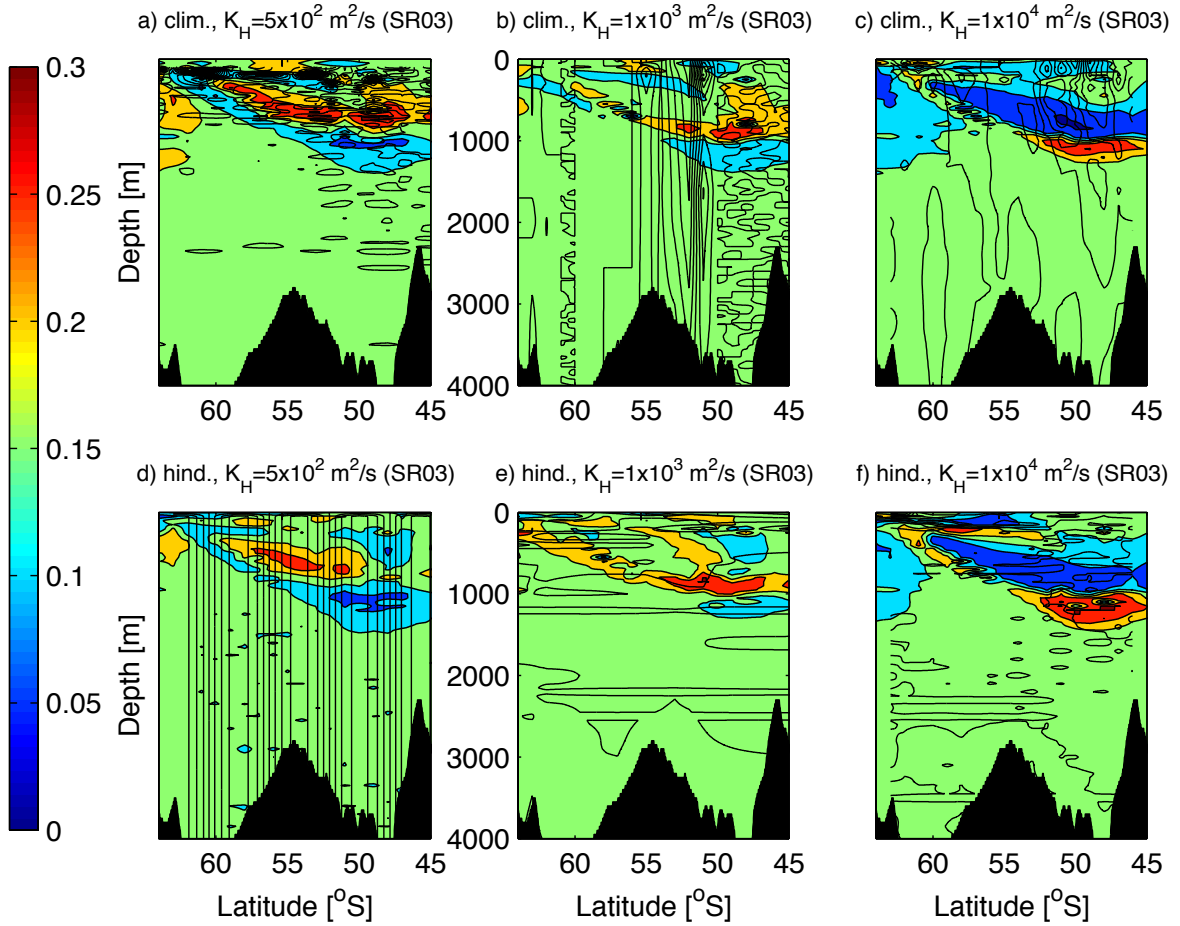 a) clim., K_H=5x10^2 m^2/s (SR03)
b) clim., K_H=1x10^3 m^2/s (SR03)
c) clim., K_H=1x10^4 m^2/s (SR03)
0.3
0.25
0.2
0.15
0.1
0.05
0
Depth [m]
0
1000
2000
3000
4000
60 55 50 45
60 55 50 45
60 55 50 45
d) hind., K_H=5x10^2 m^2/s (SR03)
e) hind., K_H=1x10^3 m^2/s (SR03)
f) hind., K_H=1x10^4 m^2/s (SR03)
Depth [m]
0
1000
2000
3000
4000
60 55 50 45
60 55 50 45
60 55 50 45
Latitude [°S]
Latitude [°S]
Latitude [°S]